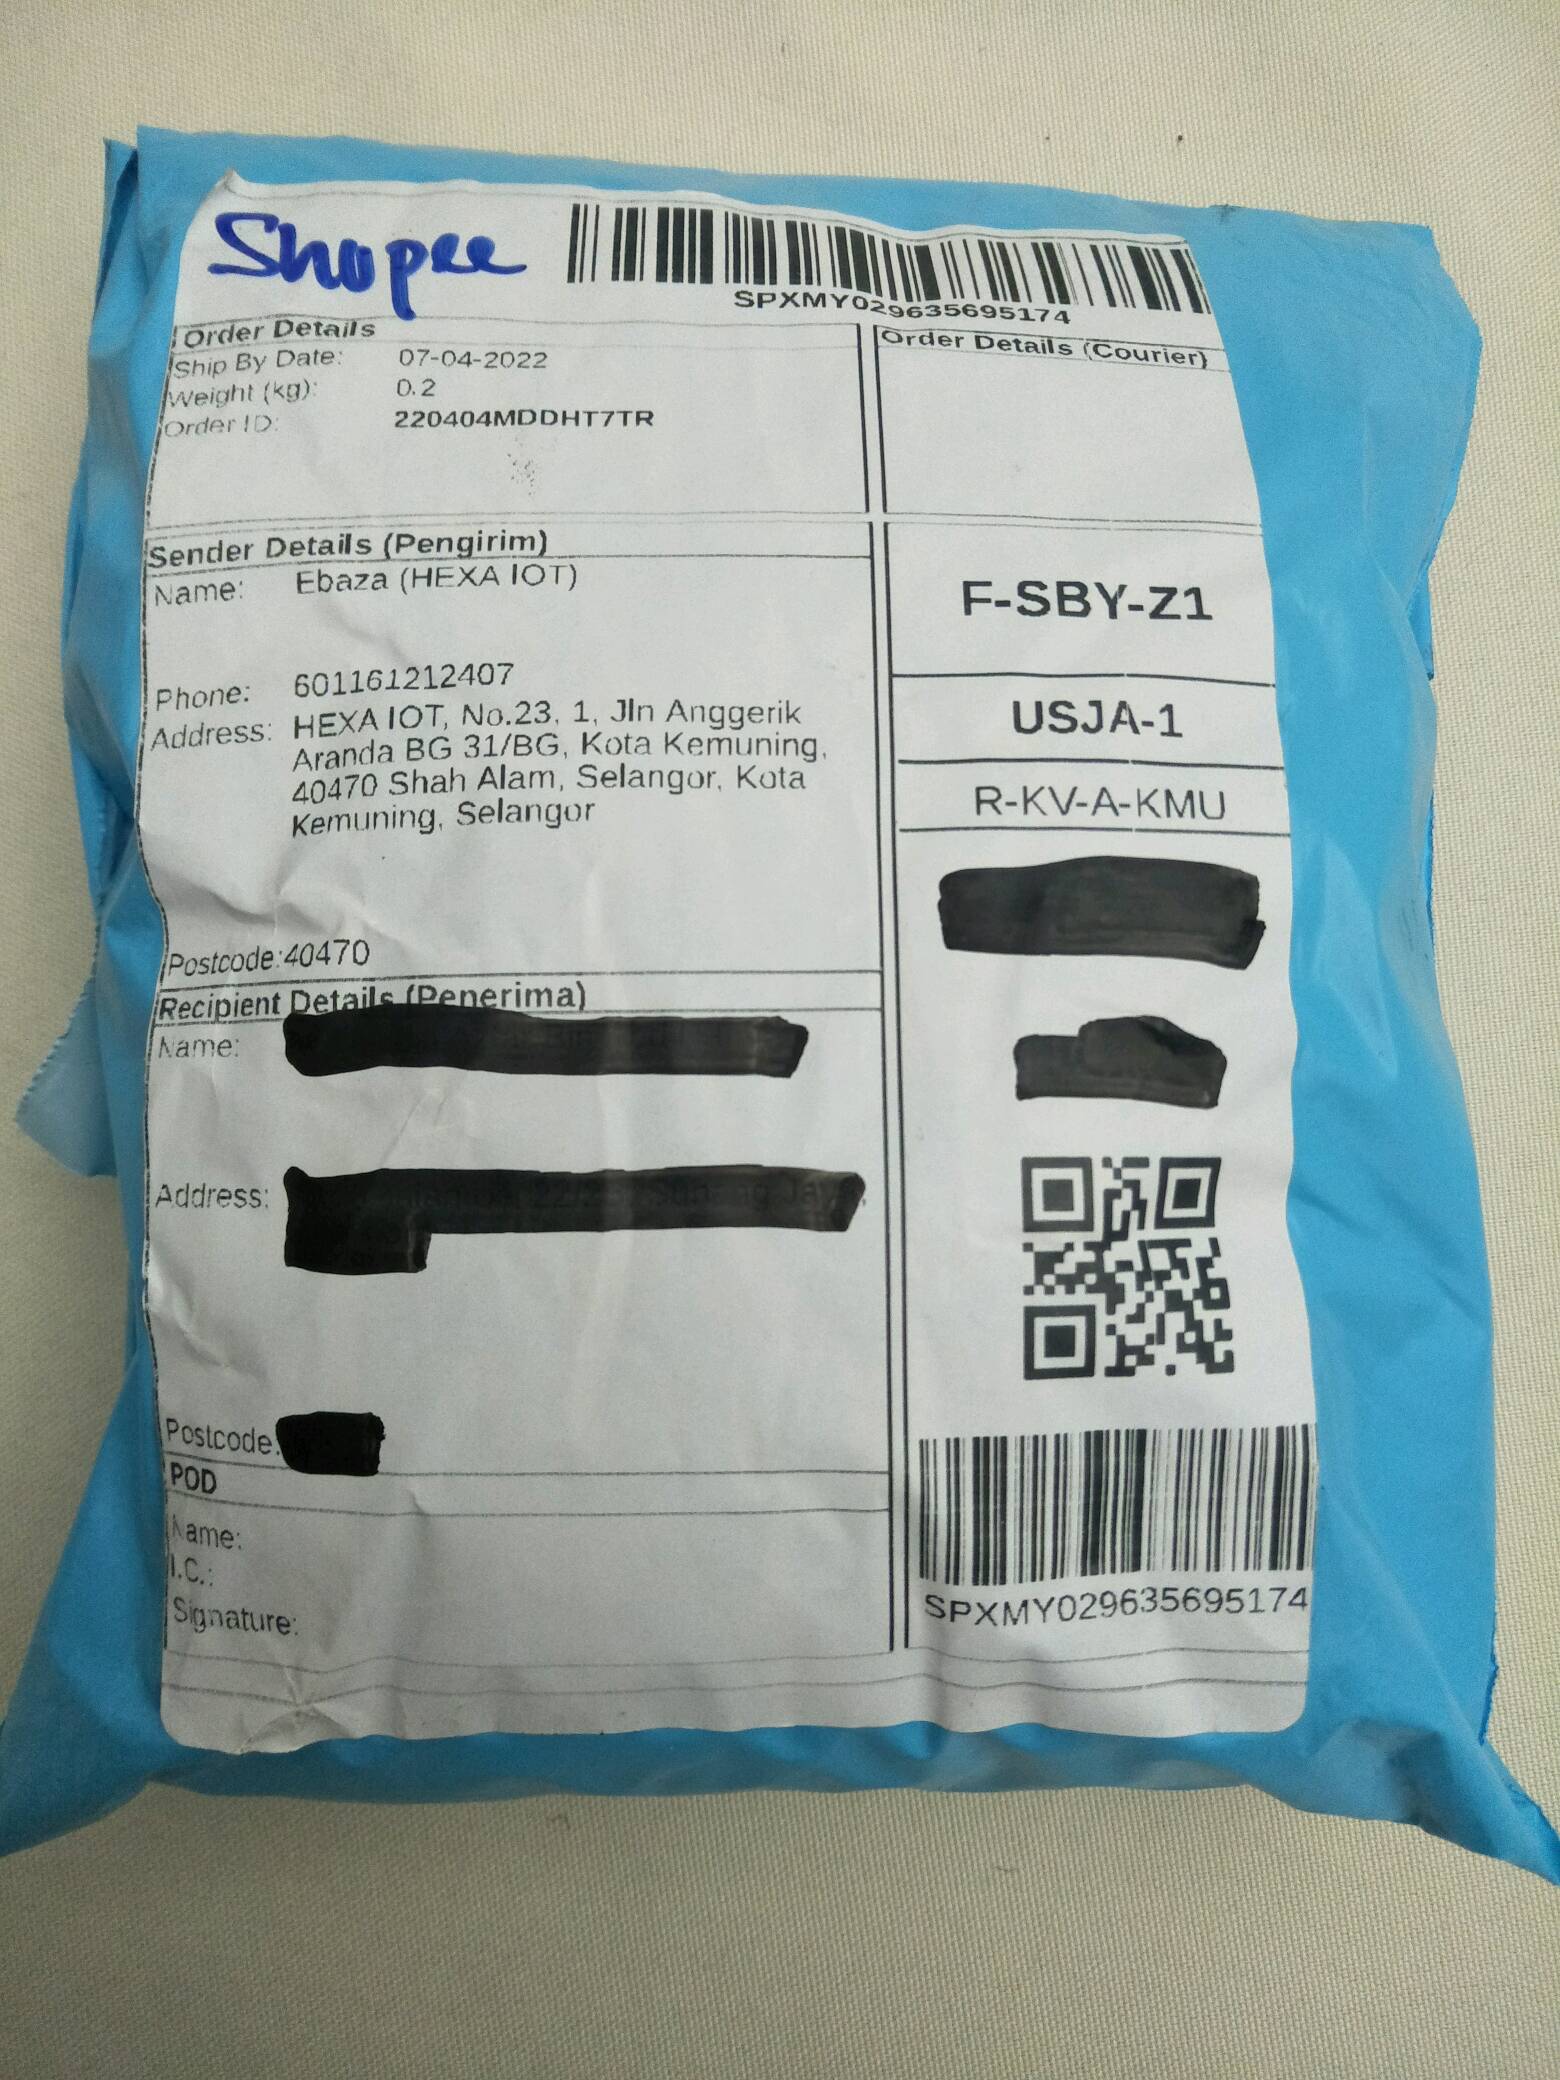 Shopee
SPXMY029635695174
Order Details
Ship By Date: 07-04-2022
Weight (kg): 0.2
Order ID: 220404MDDHT7TR
Order Details (Courier)
Sender Details (Pengirim)
Name: Ebaza (HEXA IOT)
Phone: 601161212407
Address: HEXA IOT, No.23, 1, Jln Anggerik
Aranda BG 31/BG, Kota Kemuning,
40470 Shah Alam, Selangor, Kota
Kemuning, Selangor
Postcode:40470
F-SBY-Z1
USJA-1
R-KV-A-KMU
Recipient Details (Penerima)
Name:
Address:
Postcode:
POD
Name:
I.C.:
Signature:
SPXMY029635695174